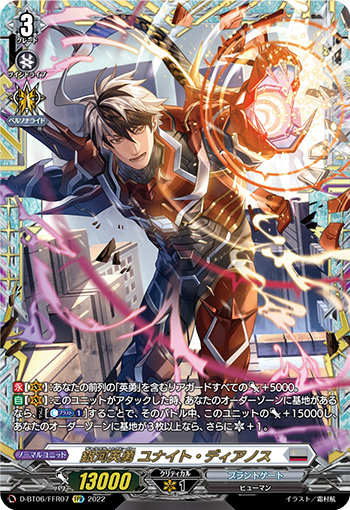 3
グレード
ツインドライブ
ペルソナライド
永【V】:あなたの前列の「英勇」を含むリアガードすべての+5000。
自【V】:このユニットがアタックした時、あなたのオーダーゾーンに基地がある
なら、【ブラスト1】することで、そのバトル中、このユニットの+15000し、
あなたのオーダーゾーンに基地が3枚以上なら、さらに+1。
ノーマルユニット
銀河英勇 ユナイト・ディアノス
パワー 13000
クリティカル 1
ブラントゲート
ヒューマン
D-BT06/FFR07 2022
イラスト/霜村航